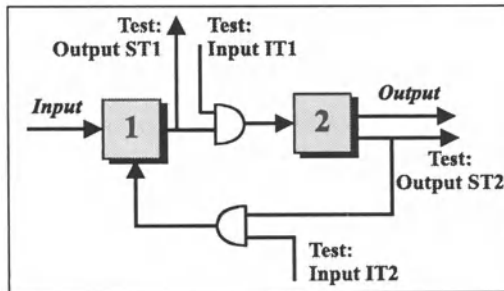 Test:
Output ST1
Test:
Input IT1
Input
1
2
Output
Test:
Output ST2
Test:
Input IT2